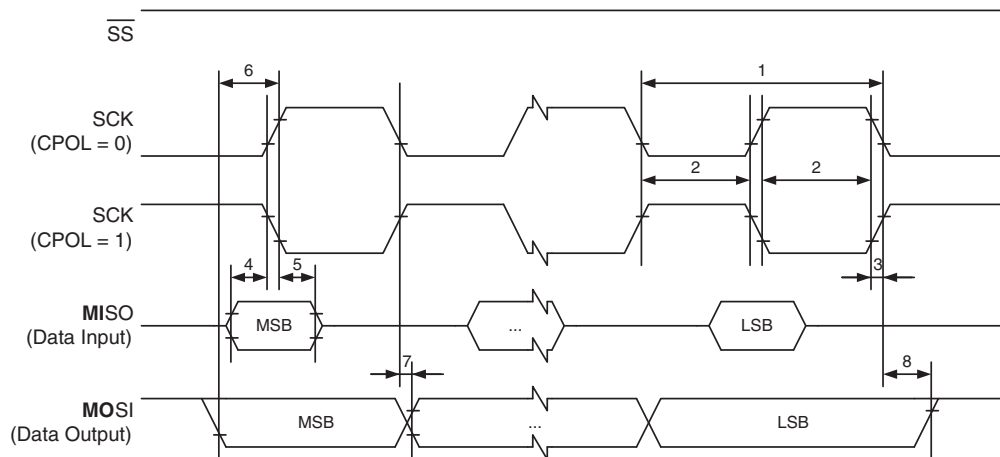 SS
6
1
SCK
(CPOL = 0)
2
2
SCK
(CPOL = 1)
4
5
3
MISO
(Data Input)
MSB
...
LSB
7
8
MOSI
(Data Output)
MSB
...
LSB